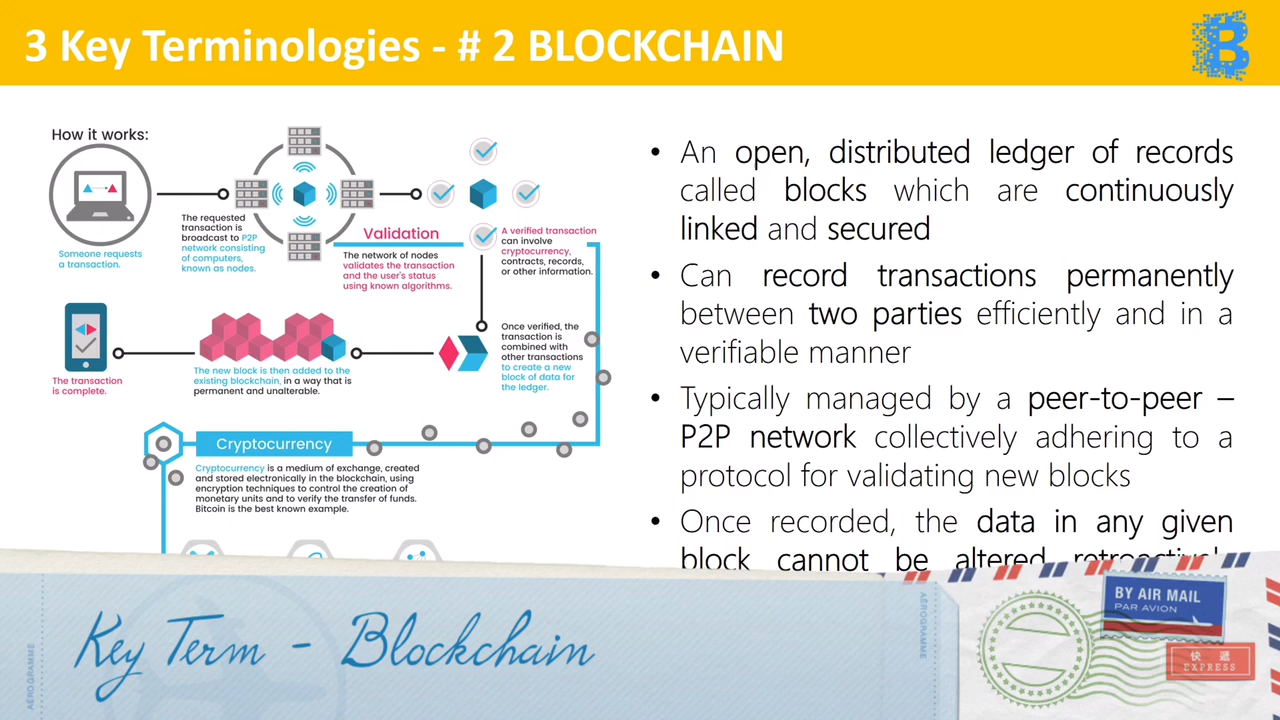 3 Key Terminologies - # 2 BLOCKCHAIN
How it works:
Someone requests
a transaction.
The requested
transaction is
broadcast to P2P
network consisting
of computers,
known as nodes.
Validation
The network of nodes
validates the transaction
and the user's status
using known algorithms.
A verified transaction
can involve
cryptocurrency,
contracts, records,
or other information.
Once verified, the
transaction is
combined with
other transactions
to create a new
block of data for
the ledger.
The new block is then added to the
existing blockchain, in a way that is
permanent and unalterable.
The transaction
is complete.
Cryptocurrency
Cryptocurrency is a medium of exchange, created
and stored electronically in the blockchain, using
encryption techniques to control the creation of
monetary units and to verify the transfer of funds.
Bitcoin is the best known example.
• An open, distributed ledger of records
called blocks which are continuously
linked and secured
• Can record transactions permanently
between two parties efficiently and in a
verifiable manner
• Typically managed by a peer-to-peer –
P2P network collectively adhering to a
protocol for validating new blocks
• Once recorded, the data in any given
block cannot be altered retroactively
Key Term - Blockchain
AÉROGRAMME
AÉROGRAMME
BY AIR MAIL
PAR AVION
快 遞
EXPRESS